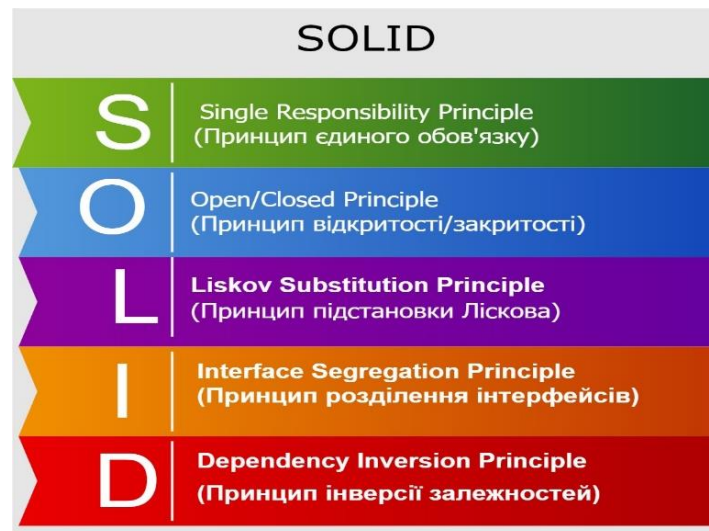 SOLID
S
Single Responsibility Principle
(Принцип єдиного обов'язку)
O
Open/Closed Principle
(Принцип відкритості/закритості)
L
Liskov Substitution Principle
(Принцип підстановки Ліскова)
I
Interface Segregation Principle
(Принцип розділення інтерфейсів)
D
Dependency Inversion Principle
(Принцип інверсії залежностей)